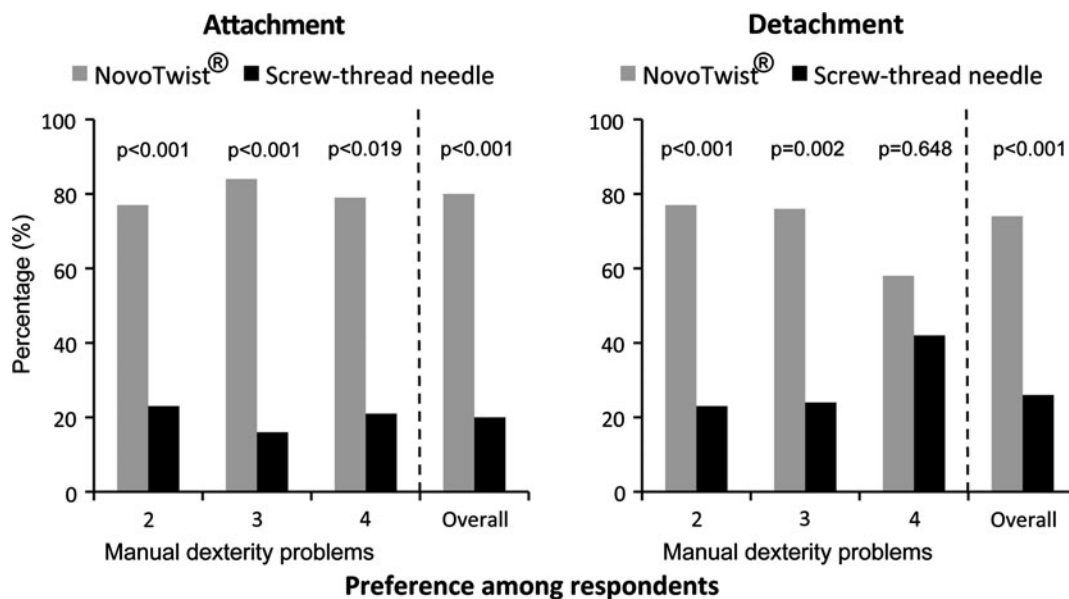 Attachment
NovoTwist® Screw-thread needle
Percentage (%)
100
80
60
40
20
0
p<0.001 p<0.001 p<0.019 p<0.001
2 3 4 Overall
Manual dexterity problems
Detachment
NovoTwist® Screw-thread needle
100
80
60
40
20
0
p<0.001 p=0.002 p=0.648 p<0.001
2 3 4 Overall
Manual dexterity problems
Preference among respondents